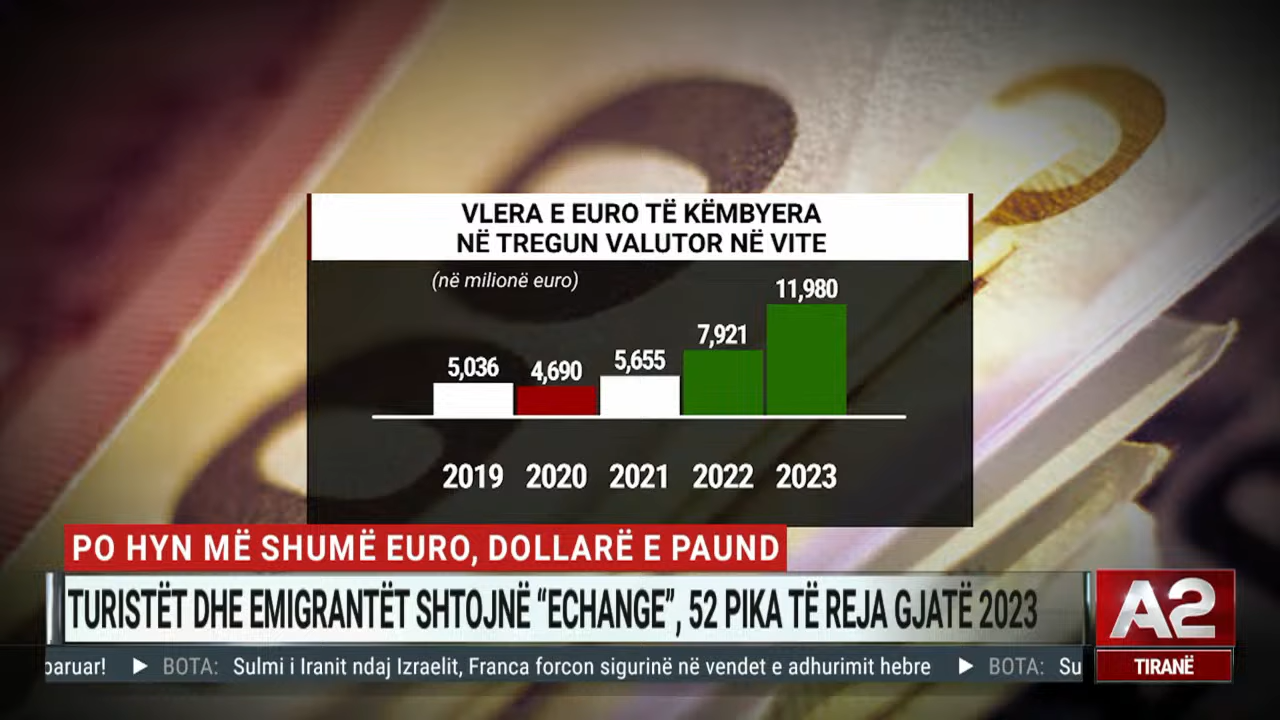 VLERA E EURO TË KËMBYERA
NË TREGUN VALUTOR NË VITE
(në milionë euro)
5,036
4,690
5,655
7,921
11,980
2019 2020 2021 2022 2023
PO HYN MË SHUMË EURO, DOLLARË E PAUND
TURISTËT DHE EMIGRANTËT SHTOJNË “ECHANGE”, 52 PIKA TË REJA GJATË 2023
A2
TIRANË
paruar! ▶ BOTA: Sulmi i Iranit ndaj Izraelit, Franca forcon sigurinë në vendet e adhurimit hebre ▶ BOTA: Su